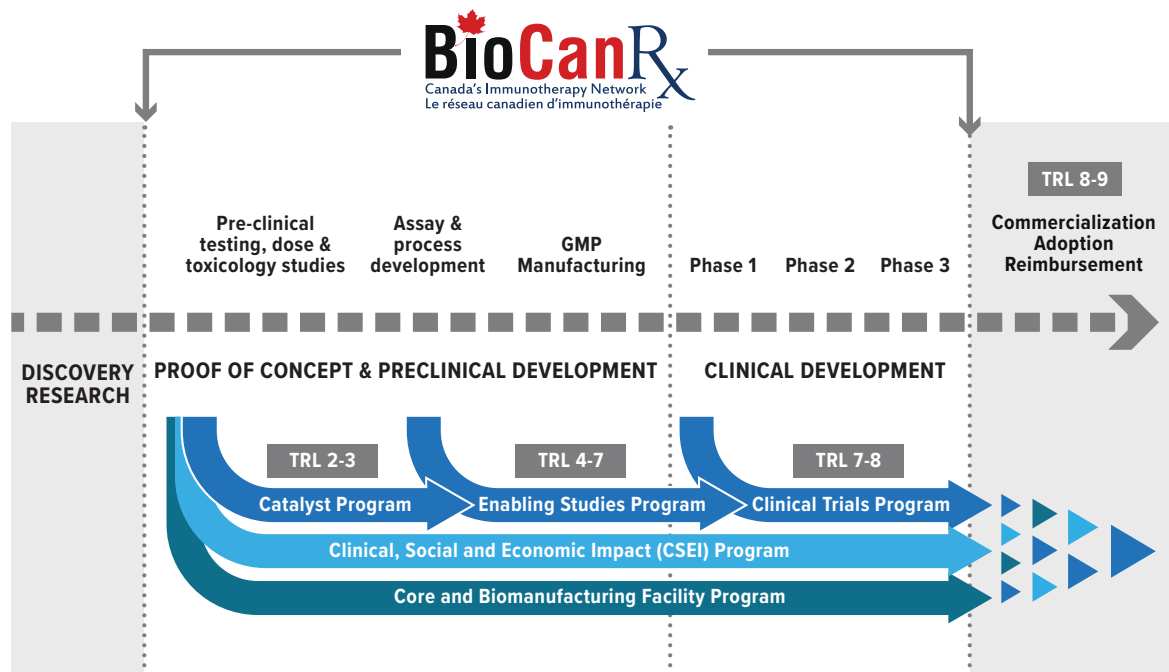 BioCanRx
Canada's Immunotherapy Network
Le réseau canadien d'immunothérapie
TRL 8-9
Commercialization
Adoption
Reimbursement
Pre-clinical
testing, dose &
toxicology studies
Assay &
process
development
GMP
Manufacturing
Phase 1
Phase 2
Phase 3
DISCOVERY
RESEARCH
PROOF OF CONCEPT & PRECLINICAL DEVELOPMENT
CLINICAL DEVELOPMENT
TRL 2-3
TRL 4-7
TRL 7-8
Catalyst Program
Enabling Studies Program
Clinical Trials Program
Clinical, Social and Economic Impact (CSEI) Program
Core and Biomanufacturing Facility Program